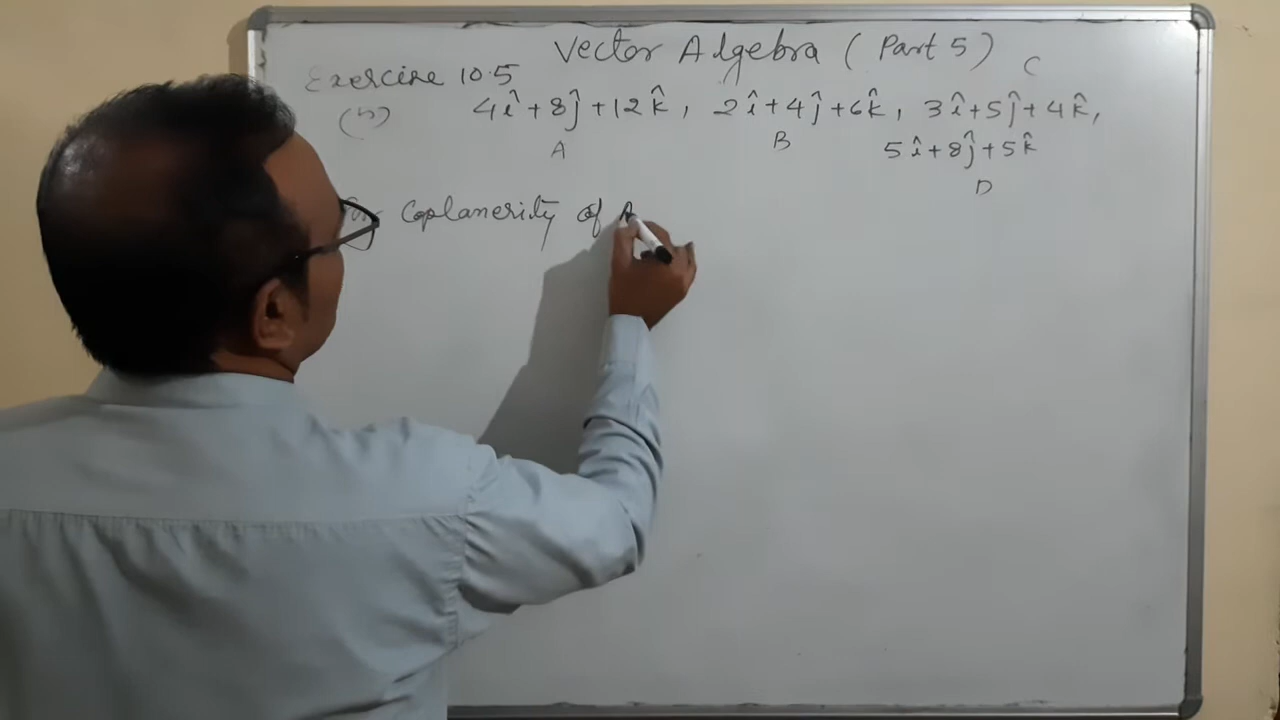 Vector Algebra (Part 5)
Exercise 10.5
(5) 4î+8ĵ+12k̂, 2î+4ĵ+6k̂, 3î+5ĵ+4k̂,
A B C
5î+8ĵ+5k̂
D
Coplanerity of A